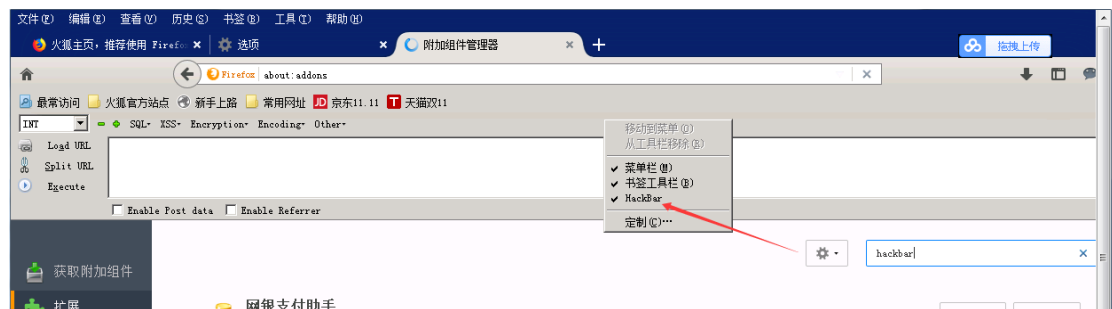 文件(F) 编辑(E) 查看(V) 历史(S) 书签(B) 工具(T) 帮助(H)
火狐主页，推荐使用 Firefo× 选项 × 附加组件管理器 × +
拖拽上传
Firefox about:addons ×
最常访问 火狐官方站点 新手上路 常用网址 JD 京东11.11 T 天猫双11
INT SQL- XSS- Encryption- Encoding- Other-
Load URL
Split URL
Execute
Enable Post data Enable Referrer
移动到菜单(O)
从工具栏移除(R)
菜单栏(M)
书签工具栏(B)
HackBar
定制(C)…
hackbar ×
获取附加组件
扩展
网银支付助手